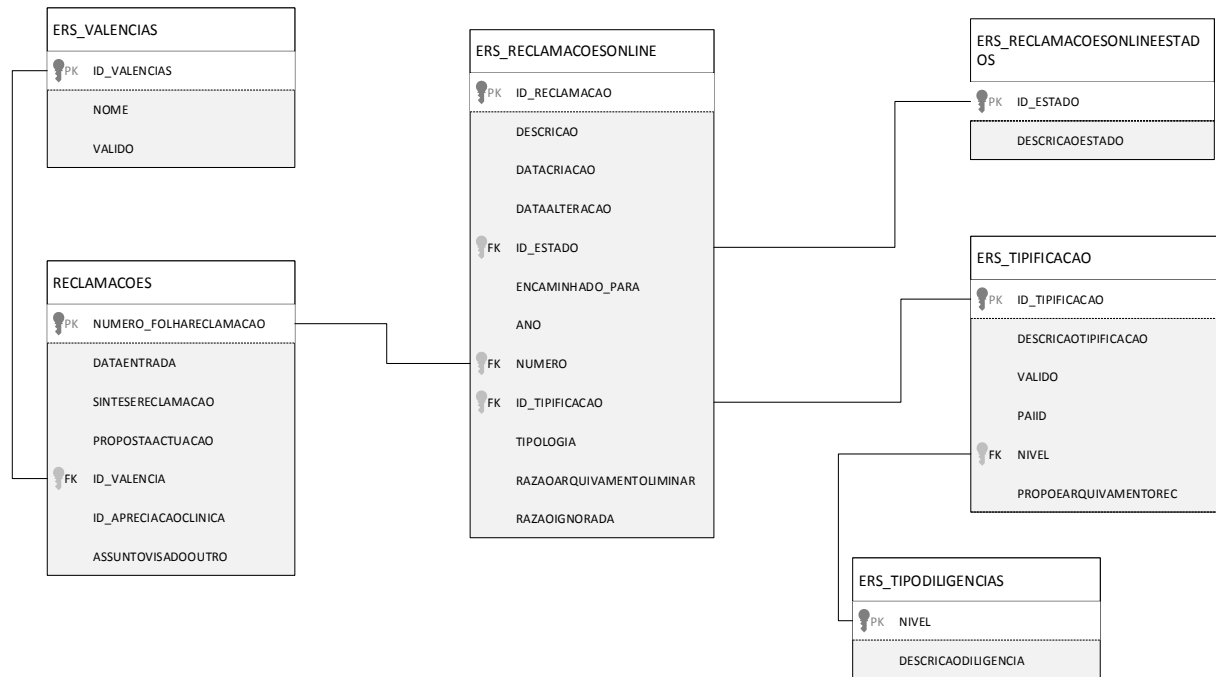 ERS_VALENCIAS
PK ID_VALENCIAS
NOME
VALIDO
RECLAMACOES
PK NUMERO_FOLHARECLAMACAO
DATAENTRADA
SINTESERECLAMACAO
PROPOSTAACTUACAO
FK ID_VALENCIA
ID_APRECIACAOCLINICA
ASSUNTOVISADOOUTRO
ERS_RECLAMACOESONLINE
PK ID_RECLAMACAO
DESCRICAO
DATACRIACAO
DATAALTERACAO
FK ID_ESTADO
ENCAMINHADO_PARA
ANO
FK NUMERO
FK ID_TIPIFICACAO
TIPOLOGIA
RAZAOARQUIVAMENTOLIMINAR
RAZAOIGNORADA
ERS_RECLAMACOESONLINEESTAD
OS
PK ID_ESTADO
DESCRICAOESTADO
ERS_TIPIFICACAO
PK ID_TIPIFICACAO
DESCRICAOTIPIFICACAO
VALIDO
PAIID
FK NIVEL
PROPOEARQUIVAMENTOREC
ERS_TIPODILIGENCIAS
PK NIVEL
DESCRICAODILIGENCIA